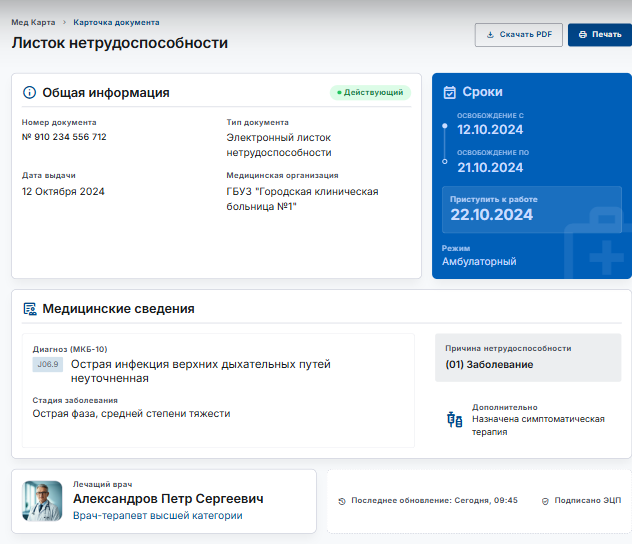 Мед Карта › Карточка документа
Листок нетрудоспособности
Скачать PDF
Печать
Общая информация
Действующий
Номер документа
№ 910 234 556 712
Тип документа
Электронный листок
нетрудоспособности
Дата выдачи
12 Октября 2024
Медицинская организация
ГБУЗ "Городская клиническая
больница №1"
Сроки
ОСВОБОЖДЕНИЕ С
12.10.2024
ОСВОБОЖДЕНИЕ ПО
21.10.2024
Приступить к работе
22.10.2024
Режим
Амбулаторный
Медицинские сведения
Диагноз (МКБ-10)
J06.9 Острая инфекция верхних дыхательных путей
неуточненная
Стадия заболевания
Острая фаза, средней степени тяжести
Причина нетрудоспособности
(01) Заболевание
Дополнительно
Назначена симптоматическая
терапия
Лечащий врач
Александров Петр Сергеевич
Врач-терапевт высшей категории
Последнее обновление: Сегодня, 09:45
Подписано ЭЦП